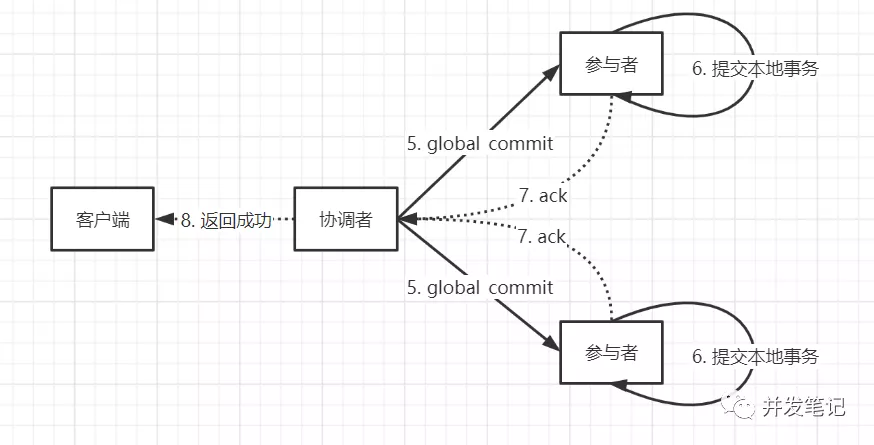 参与者
6. 提交本地事务
5. global commit
7. ack
客户端
8. 返回成功
协调者
7. ack
5. global commit
参与者
6. 提交本地事务
并发笔记